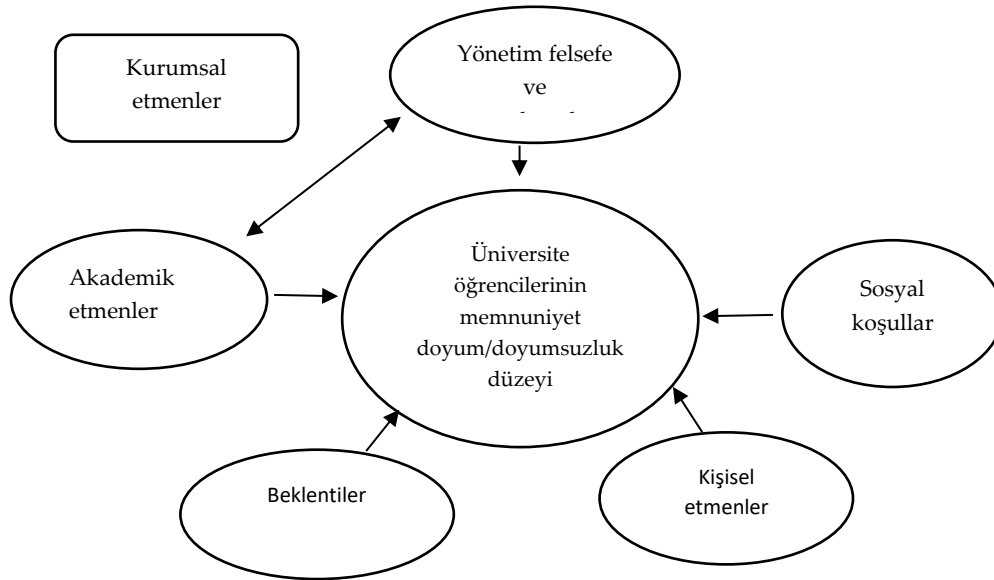 Kurumsal
etmenler
Yönetim felsefe
ve
Akademik
etmenler
Üniversite
öğrencilerinin
memnuniyet
doyum/doyumsuzluk
düzeyi
Sosyal
koşullar
Beklentiler
Kişisel
etmenler